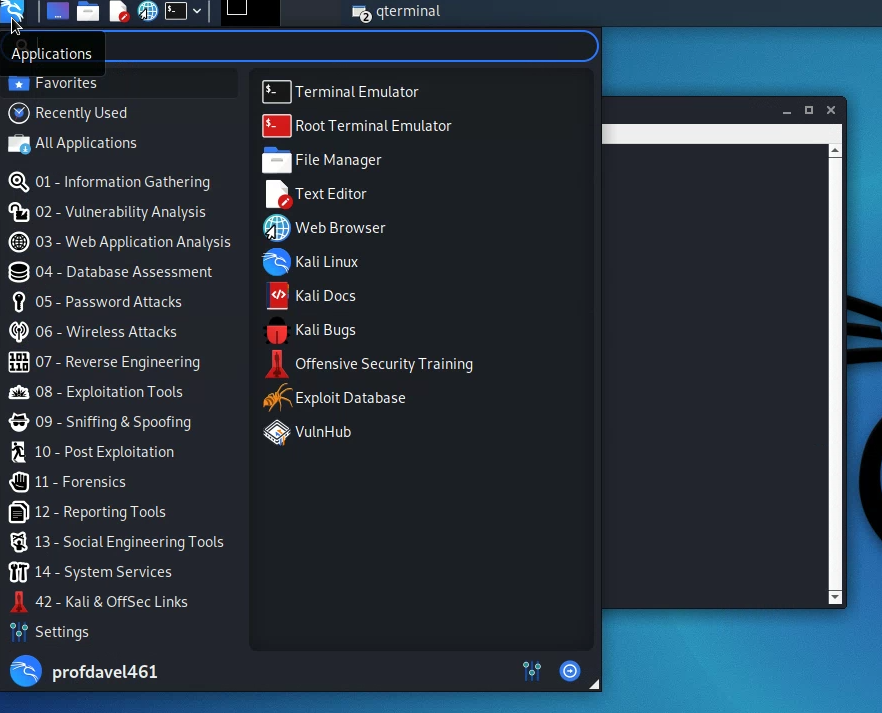 2 qterminal
Applications
Favorites
Recently Used
All Applications
01 - Information Gathering
02 - Vulnerability Analysis
03 - Web Application Analysis
04 - Database Assessment
05 - Password Attacks
06 - Wireless Attacks
07 - Reverse Engineering
08 - Exploitation Tools
09 - Sniffing & Spoofing
10 - Post Exploitation
11 - Forensics
12 - Reporting Tools
13 - Social Engineering Tools
14 - System Services
42 - Kali & OffSec Links
Settings
Terminal Emulator
Root Terminal Emulator
File Manager
Text Editor
Web Browser
Kali Linux
Kali Docs
Kali Bugs
Offensive Security Training
Exploit Database
VulnHub
profdavel461